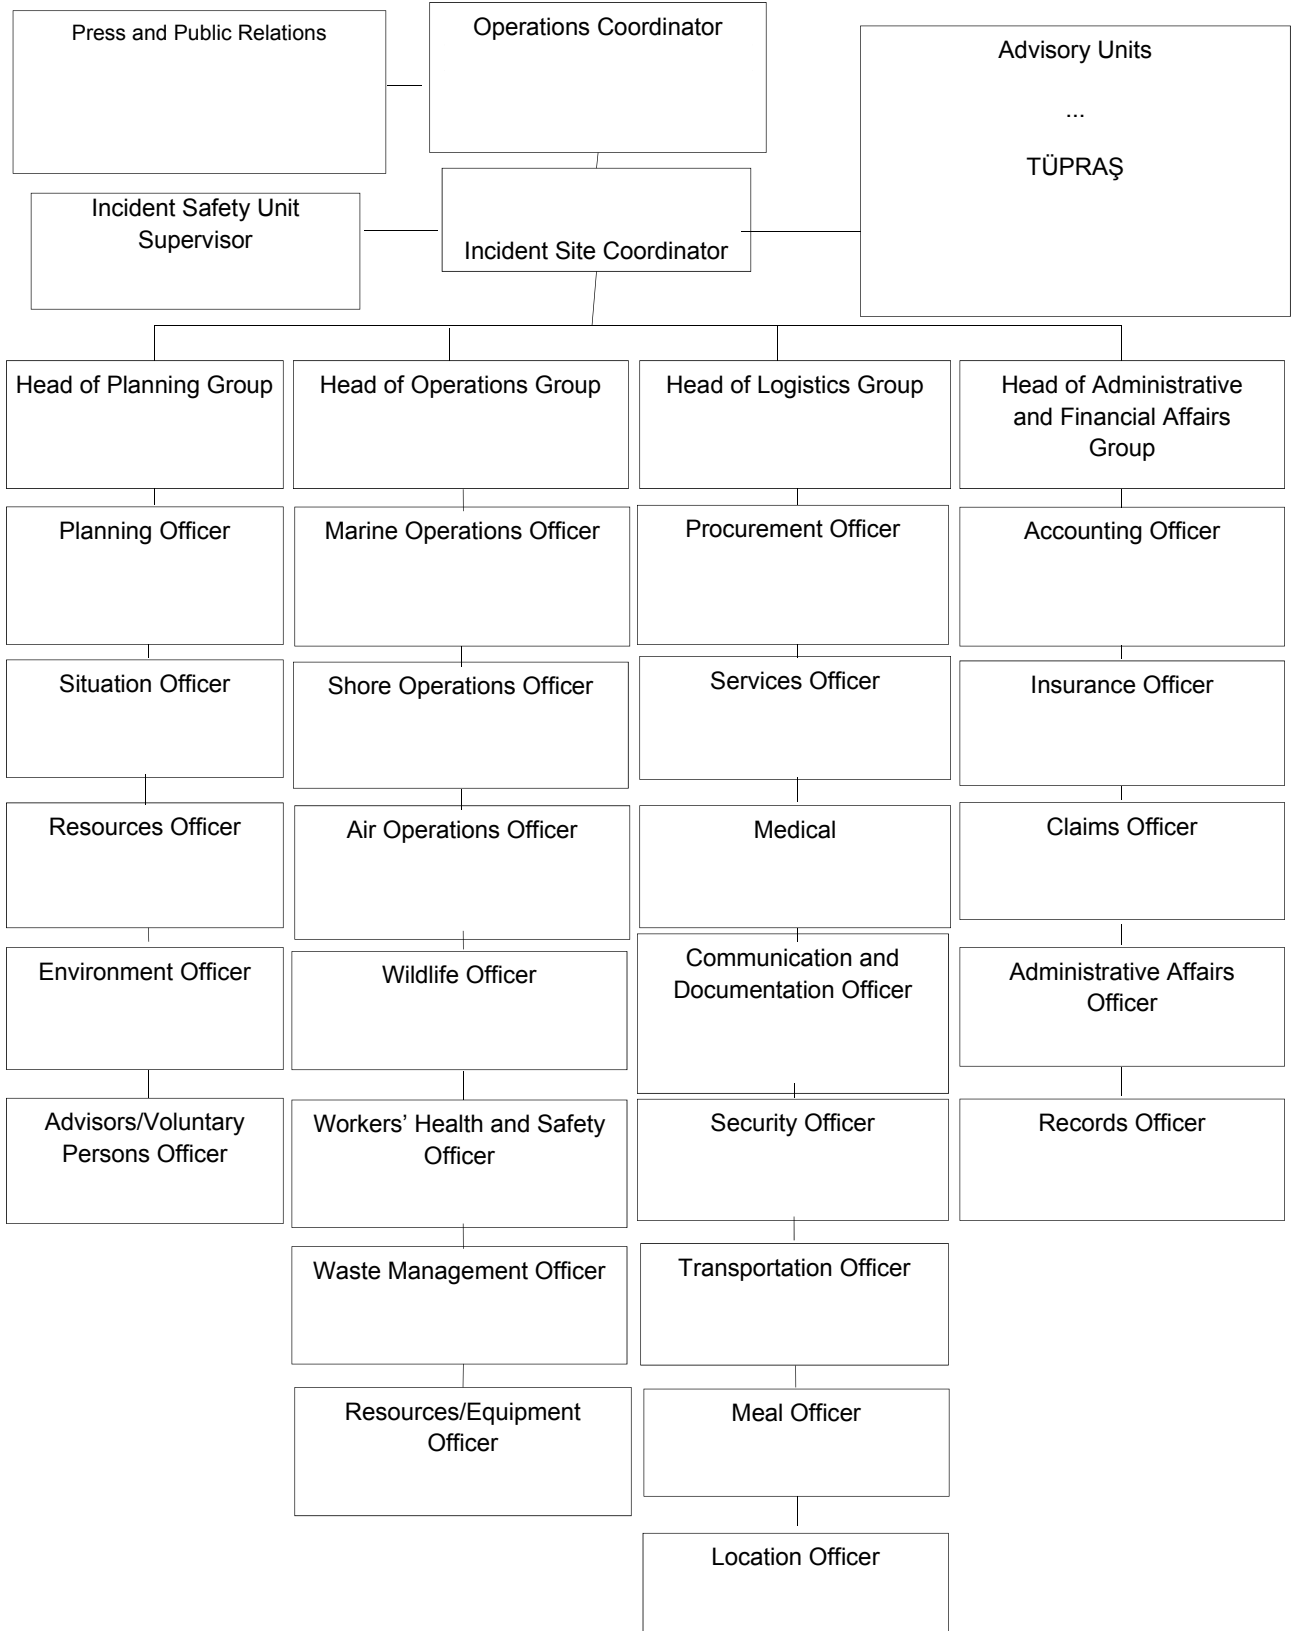 Press and Public Relations
Operations Coordinator
Advisory Units
...
TÜPRAŞ
Incident Safety Unit
Supervisor
Incident Site Coordinator
Head of Planning Group
Head of Operations Group
Head of Logistics Group
Head of Administrative
and Financial Affairs
Group
Planning Officer
Marine Operations Officer
Procurement Officer
Accounting Officer
Situation Officer
Shore Operations Officer
Services Officer
Insurance Officer
Resources Officer
Air Operations Officer
Medical
Claims Officer
Environment Officer
Wildlife Officer
Communication and
Documentation Officer
Administrative Affairs
Officer
Advisors/Voluntary
Persons Officer
Workers’ Health and Safety
Officer
Security Officer
Records Officer
Waste Management Officer
Transportation Officer
Resources/Equipment
Officer
Meal Officer
Location Officer